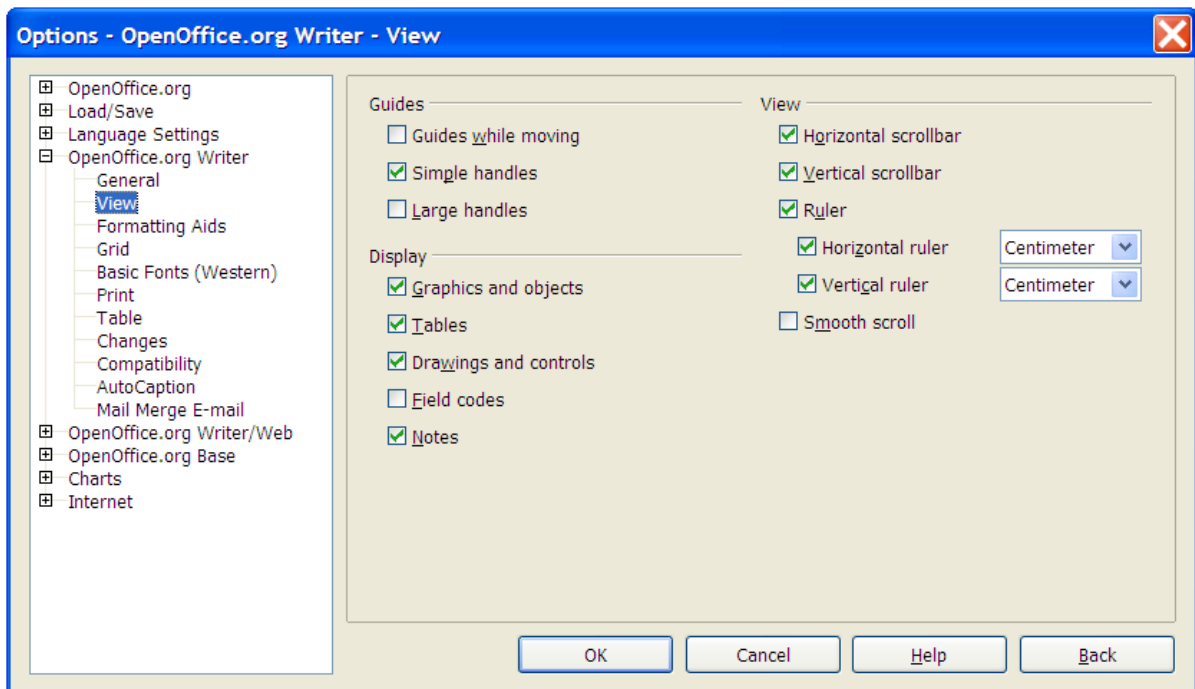 Options - OpenOffice.org Writer - View
OpenOffice.org
Load/Save
Language Settings
OpenOffice.org Writer
General
View
Formatting Aids
Grid
Basic Fonts (Western)
Print
Table
Changes
Compatibility
AutoCaption
Mail Merge E-mail
OpenOffice.org Writer/Web
OpenOffice.org Base
Charts
Internet
Guides
Guides while moving
Simple handles
Large handles
Display
Graphics and objects
Tables
Drawings and controls
Field codes
Notes
View
Horizontal scrollbar
Vertical scrollbar
Ruler
Horizontal ruler Centimeter
Vertical ruler Centimeter
Smooth scroll
OK Cancel Help Back